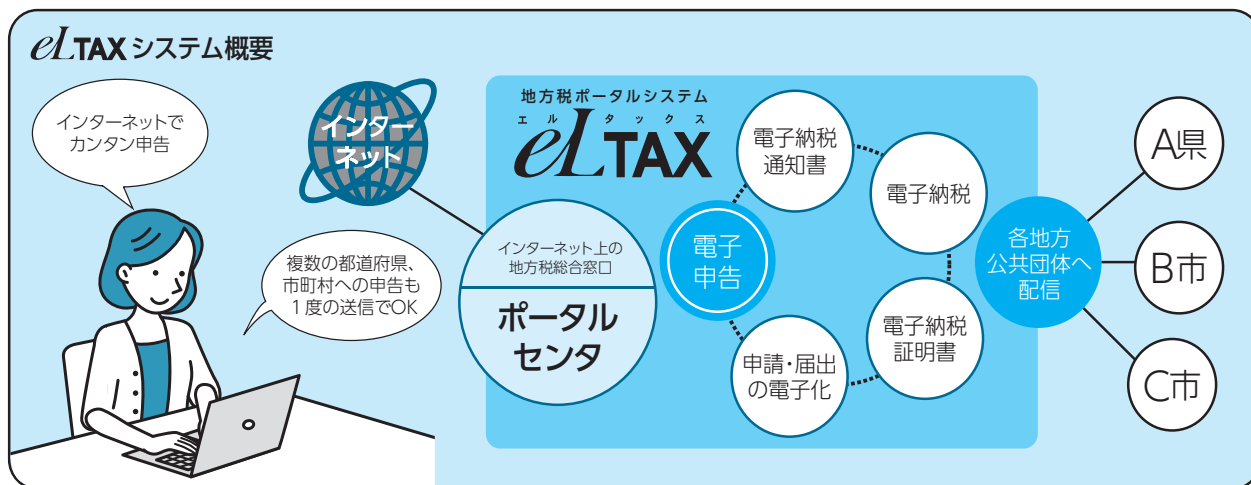 eLTAX システム概要
インターネットで
カンタン申告
複数の都道府県、
市町村への申告も
1度の送信でOK
インター
ネット
地方税ポータルシステム
エルタックス
eLTAX
インターネット上の
地方税総合窓口
ポータル
センタ
電子
申告
電子納税
通知書
電子納税
電子納税
証明書
申請・届出
の電子化
各地方
公共団体へ
配信
A県
B市
C市